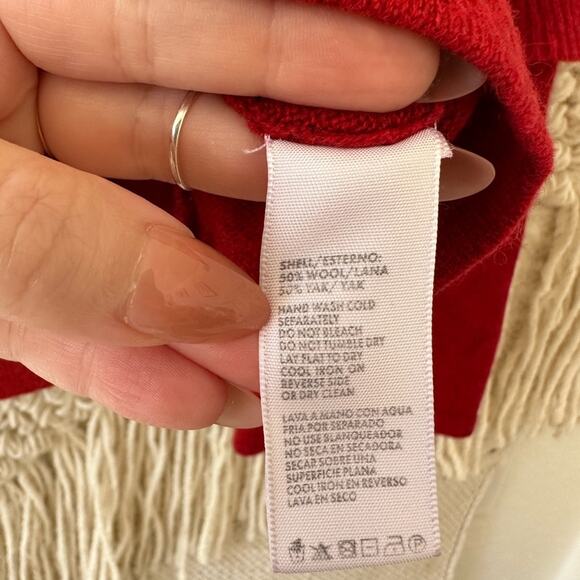 SHELL/ESTERNO:
50% WOOL/LANA
50% YAK/ YAK
HAND WASH COLD
SEPARATELY
DO NOT BLEACH
DO NOT TUMBLE DRY
LAY FLAT TO DRY
COOL IRON ON
REVERSE SIDE
OR DRY CLEAN
LAVA A MANO CON AQUA
FRIA POR SEPARADO
NO USE BLANQUEADOR
NO SECA EN SECADORA
SECAR SOBRE UNA
SUPERFICIE PLANA
COOL IRON EN REVERSO
LAVA EN SECO
P